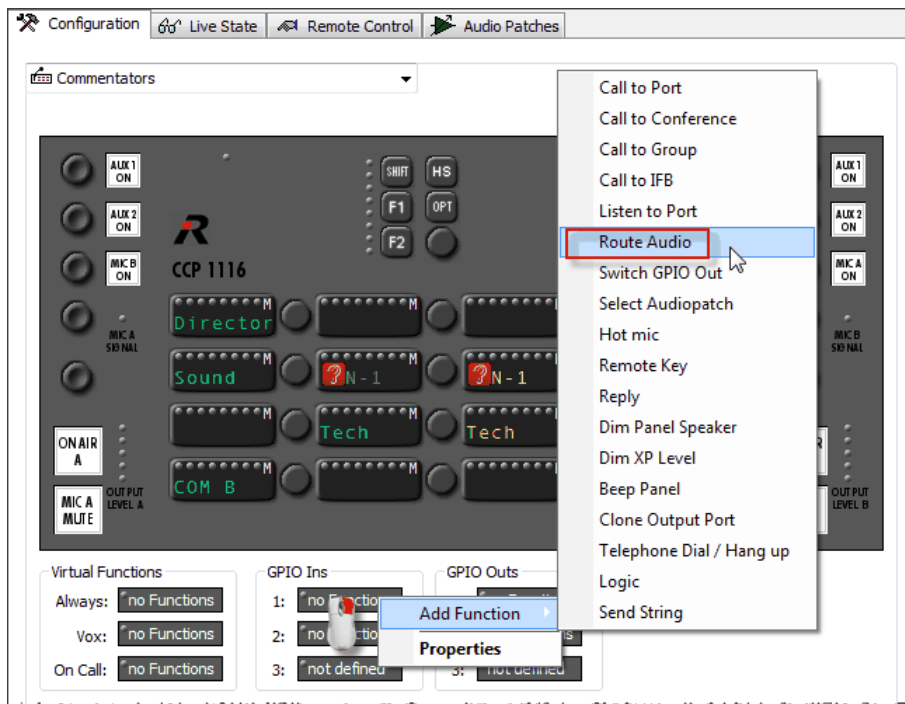 Configuration Live State Remote Control Audio Patches
Commentators
Call to Port
Call to Conference
Call to Group
Call to IFB
Listen to Port
Route Audio
Switch GPIO Out
Select Audiopatch
Hot mic
Remote Key
Reply
Dim Panel Speaker
Dim XP Level
Beep Panel
Clone Output Port
Telephone Dial / Hang up
Logic
Send String
AUX 1
ON
AUX 2
ON
MIC B
ON
MIC A
SIGNAL
ON AIR
A
MIC A
MUTE
OUTPUT
LEVEL A
SHIFT HS
F1 OPT
F2
R
CCP 1116
M M
Director
M M
Sound N-1 N-1
M M
Tech Tech
M M
COM B
AUX 1
ON
AUX 2
ON
MIC A
ON
MIC B
SIGNAL
R
OUTPUT
LEVEL B
Virtual Functions GPIO Ins GPIO Outs
Always: no Functions 1: no
Vox: no Functions 2: no
On Call: no Functions 3: not defined 3: not defined
Add Function
Properties